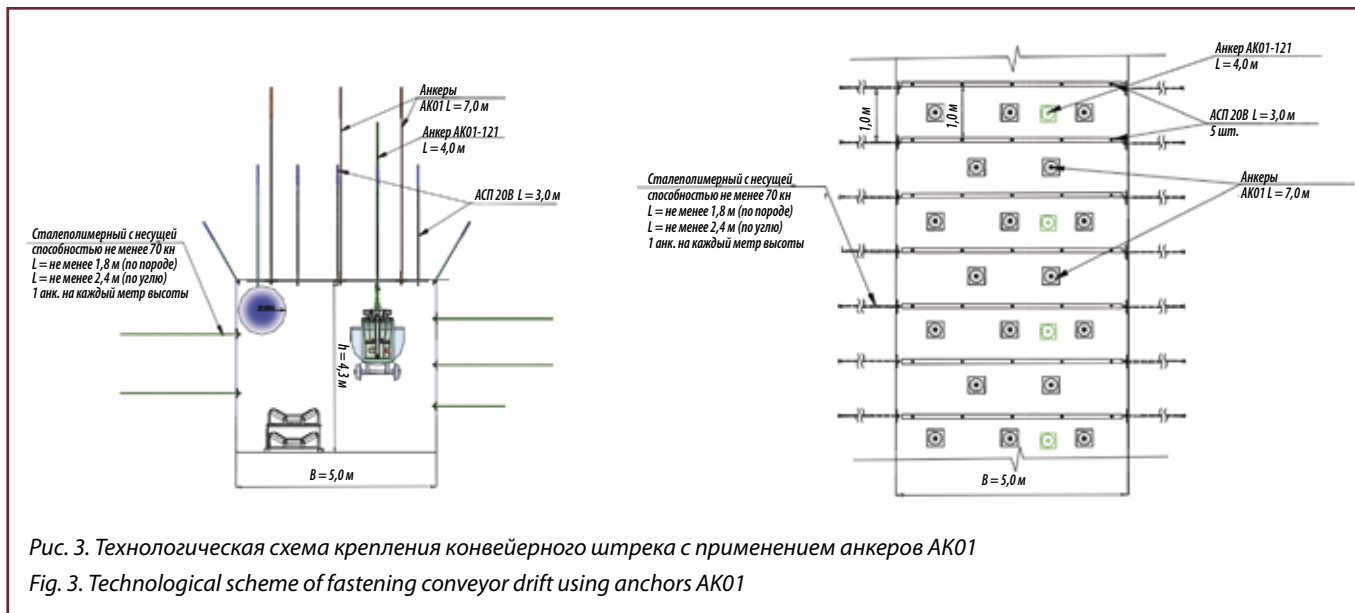 Анкеры
АК01 L = 7,0 м
Анкер АК01-121
L = 4,0 м
АСП 20В L = 3,0 м
Сталеполимерный с несущей
способностью не менее 70 кн
L = не менее 1,8 м (по породе)
L = не менее 2,4 м (по углю)
1 анк. на каждый метр высоты
h = 4,3 м
B = 5,0 м
Анкер АК01-121
L = 4,0 м
АСП 20В L = 3,0 м
5 шт.
1,0 м
1,0 м
Анкеры
АК01 L = 7,0 м
Сталеполимерный с несущей
способностью не менее 70 кн
L = не менее 1,8 м (по породе)
L = не менее 2,4 м (по углю)
1 анк. на каждый метр высоты
B = 5,0 м
Рис. 3. Технологическая схема крепления конвейерного штрека с применением анкеров АК01
Fig. 3. Technological scheme of fastening conveyor drift using anchors AK01